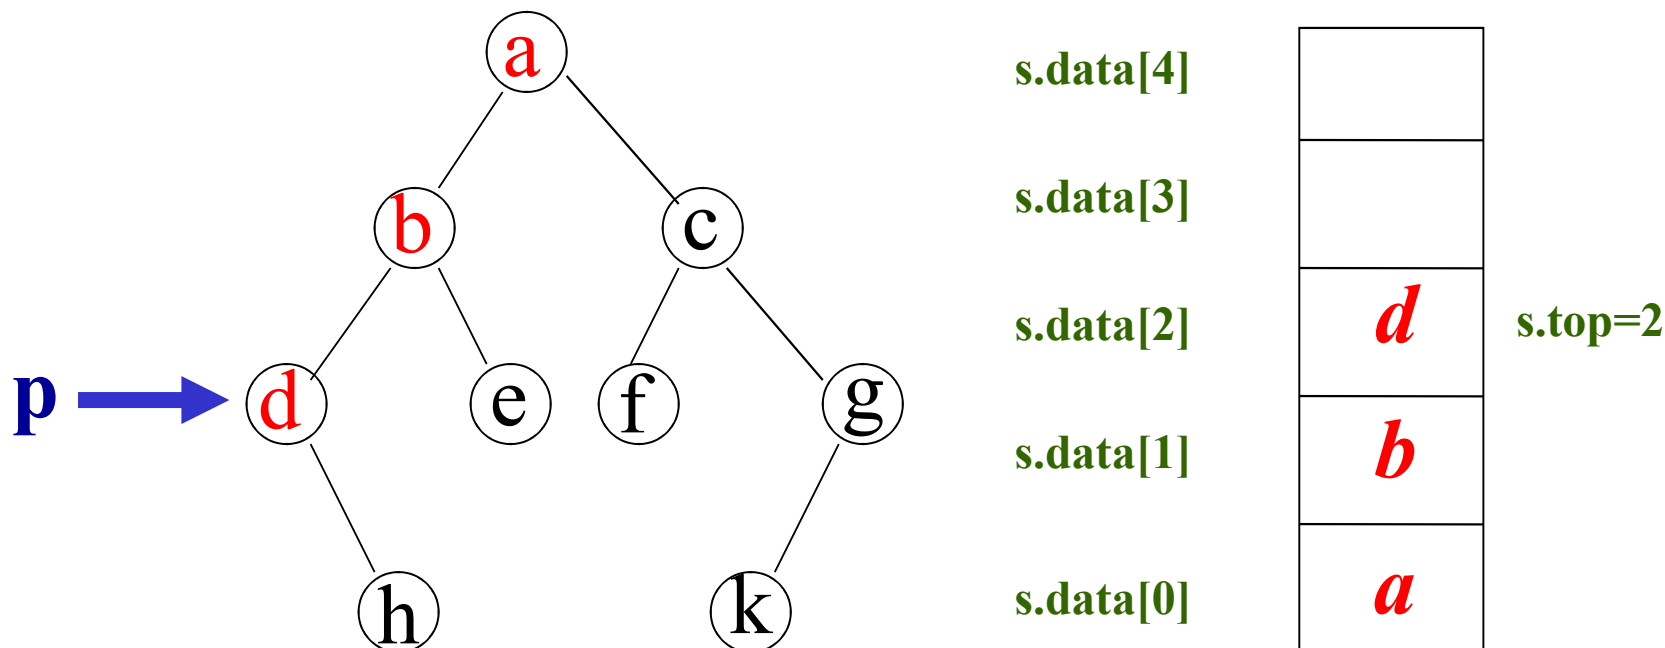 a
s.data[4]
b
c
s.data[3]
s.data[2]
d
s.top=2
p
d
e
f
g
s.data[1]
b
h
k
s.data[0]
a